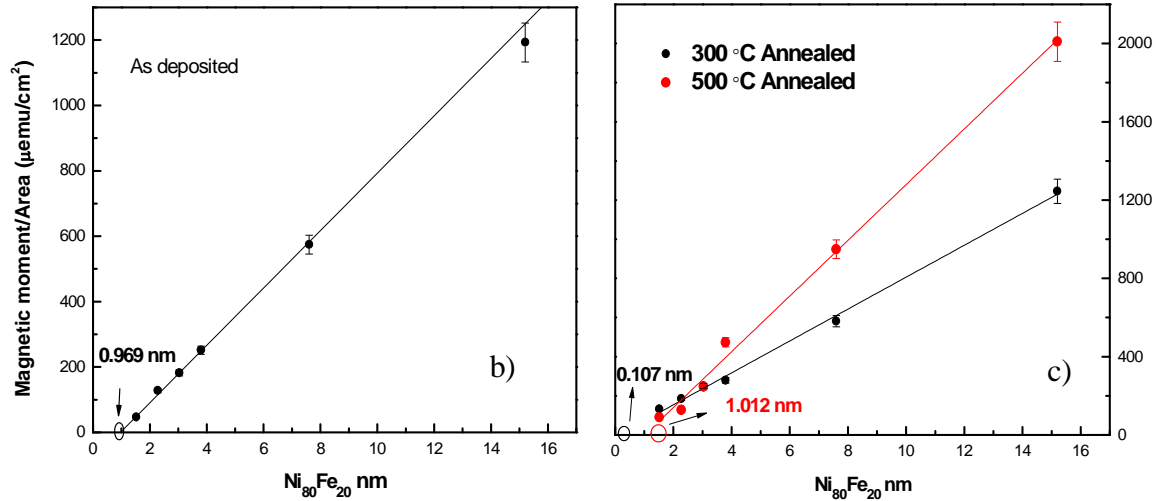 1200
1000
800
600
400
200
0
Magnetic moment/Area (μemu/cm²)
As deposited
0.969 nm
b)
0 2 4 6 8 10 12 14 16
Ni₈₀Fe₂₀ nm
300 °C Annealed
500 °C Annealed
0.107 nm
1.012 nm
c)
2000
1600
1200
800
400
0
0 2 4 6 8 10 12 14 16
Ni₈₀Fe₂₀ nm